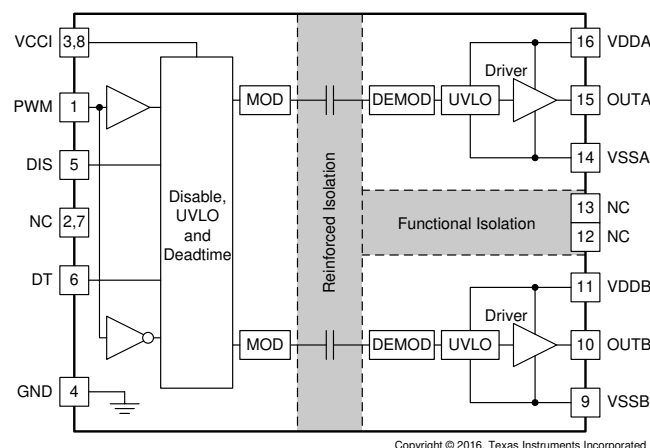 VCCI 3,8
PWM 1
DIS 5
NC 2,7
DT 6
GND 4
Disable,
UVLO
and
Deadtime
MOD
MOD
Reinforced Isolation
Functional Isolation
DEMOD UVLO
Driver
16 VDDA
15 OUTA
14 VSSA
13 NC
12 NC
11 VDDB
DEMOD UVLO
Driver
10 OUTB
9 VSSB
Copyright © 2016, Texas Instruments Incorporated